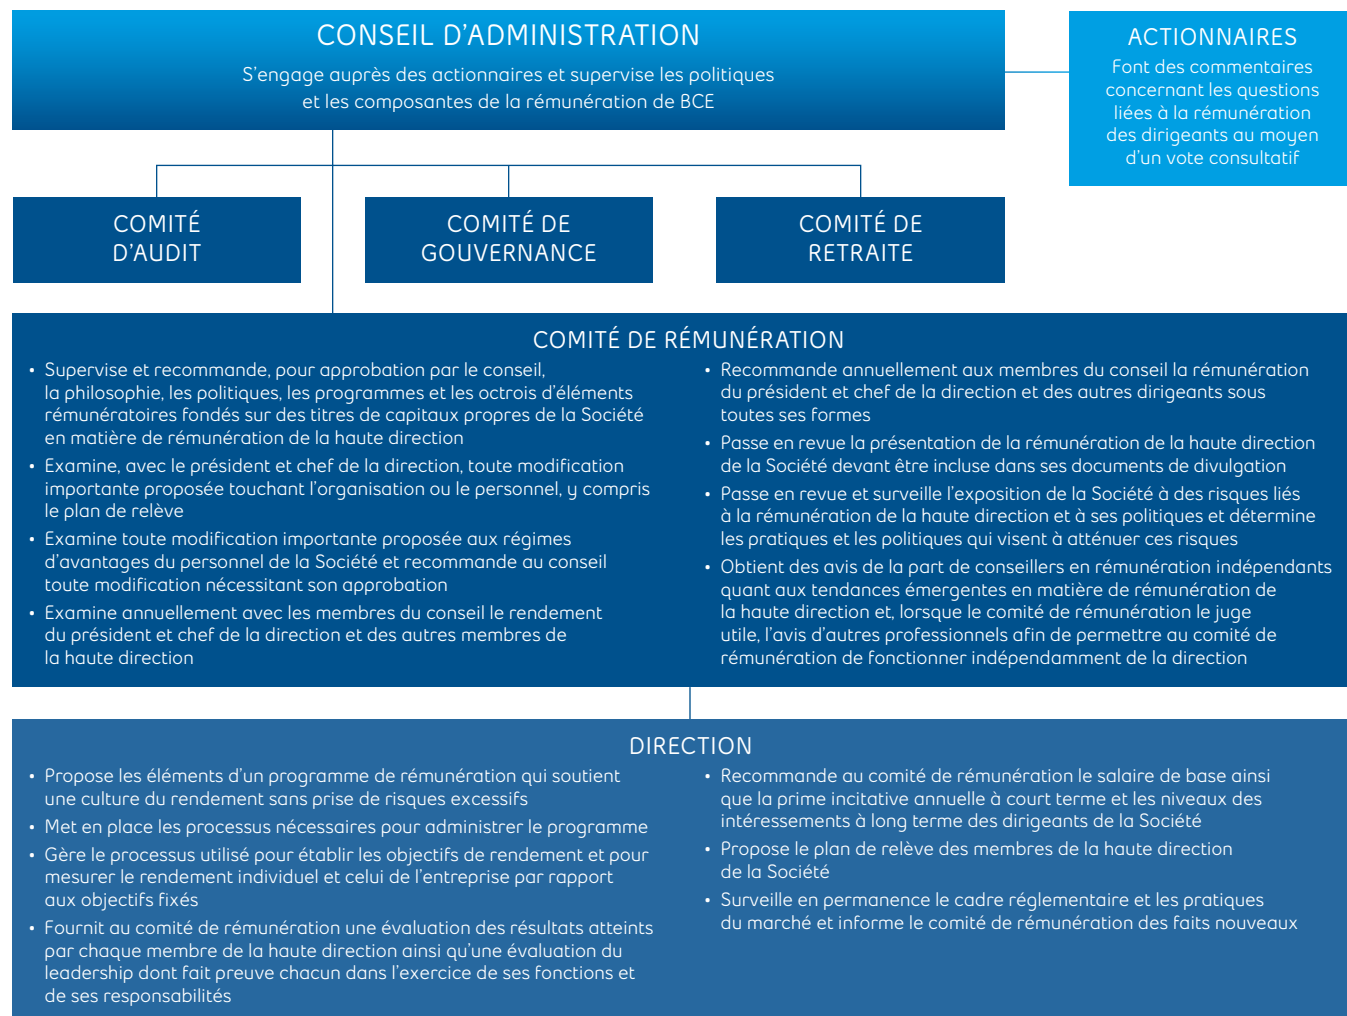 CONSEIL D’ADMINISTRATION
S’engage auprès des actionnaires et supervise les politiques
et les composantes de la rémunération de BCE
ACTIONNAIRES
Font des commentaires
concernant les questions
liées à la rémunération
des dirigeants au moyen
d’un vote consultatif
COMITÉ
D’AUDIT
COMITÉ DE
GOUVERNANCE
COMITÉ DE
RETRAITE
COMITÉ DE RÉMUNÉRATION
• Supervise et recommande, pour approbation par le conseil,
la philosophie, les politiques, les programmes et les octrois d’éléments
rémunératoires fondés sur des titres de capitaux propres de la Société
en matière de rémunération de la haute direction
• Examine, avec le président et chef de la direction, toute modification
importante proposée touchant l’organisation ou le personnel, y compris
le plan de relève
• Examine toute modification importante proposée aux régimes
d’avantages du personnel de la Société et recommande au conseil
toute modification nécessitant son approbation
• Examine annuellement avec les membres du conseil le rendement
du président et chef de la direction et des autres membres de
la haute direction
• Recommande annuellement aux membres du conseil la rémunération
du président et chef de la direction et des autres dirigeants sous
toutes ses formes
• Passe en revue la présentation de la rémunération de la haute direction
de la Société devant être incluse dans ses documents de divulgation
• Passe en revue et surveille l’exposition de la Société à des risques liés
à la rémunération de la haute direction et à ses politiques et détermine
les pratiques et les politiques qui visent à atténuer ces risques
• Obtient des avis de la part de conseillers en rémunération indépendants
quant aux tendances émergentes en matière de rémunération de
la haute direction et, lorsque le comité de rémunération le juge
utile, l’avis d’autres professionnels afin de permettre au comité de
rémunération de fonctionner indépendamment de la direction
DIRECTION
• Propose les éléments d’un programme de rémunération qui soutient
une culture du rendement sans prise de risques excessifs
• Met en place les processus nécessaires pour administrer le programme
• Gère le processus utilisé pour établir les objectifs de rendement et pour
mesurer le rendement individuel et celui de l’entreprise par rapport
aux objectifs fixés
• Fournit au comité de rémunération une évaluation des résultats atteints
par chaque membre de la haute direction ainsi qu’une évaluation du
leadership dont fait preuve chacun dans l’exercice de ses fonctions et
de ses responsabilités
• Recommande au comité de rémunération le salaire de base ainsi
que la prime incitative annuelle à court terme et les niveaux des
intéressements à long terme des dirigeants de la Société
• Propose le plan de relève des membres de la haute direction
de la Société
• Surveille en permanence le cadre réglementaire et les pratiques
du marché et informe le comité de rémunération des faits nouveaux